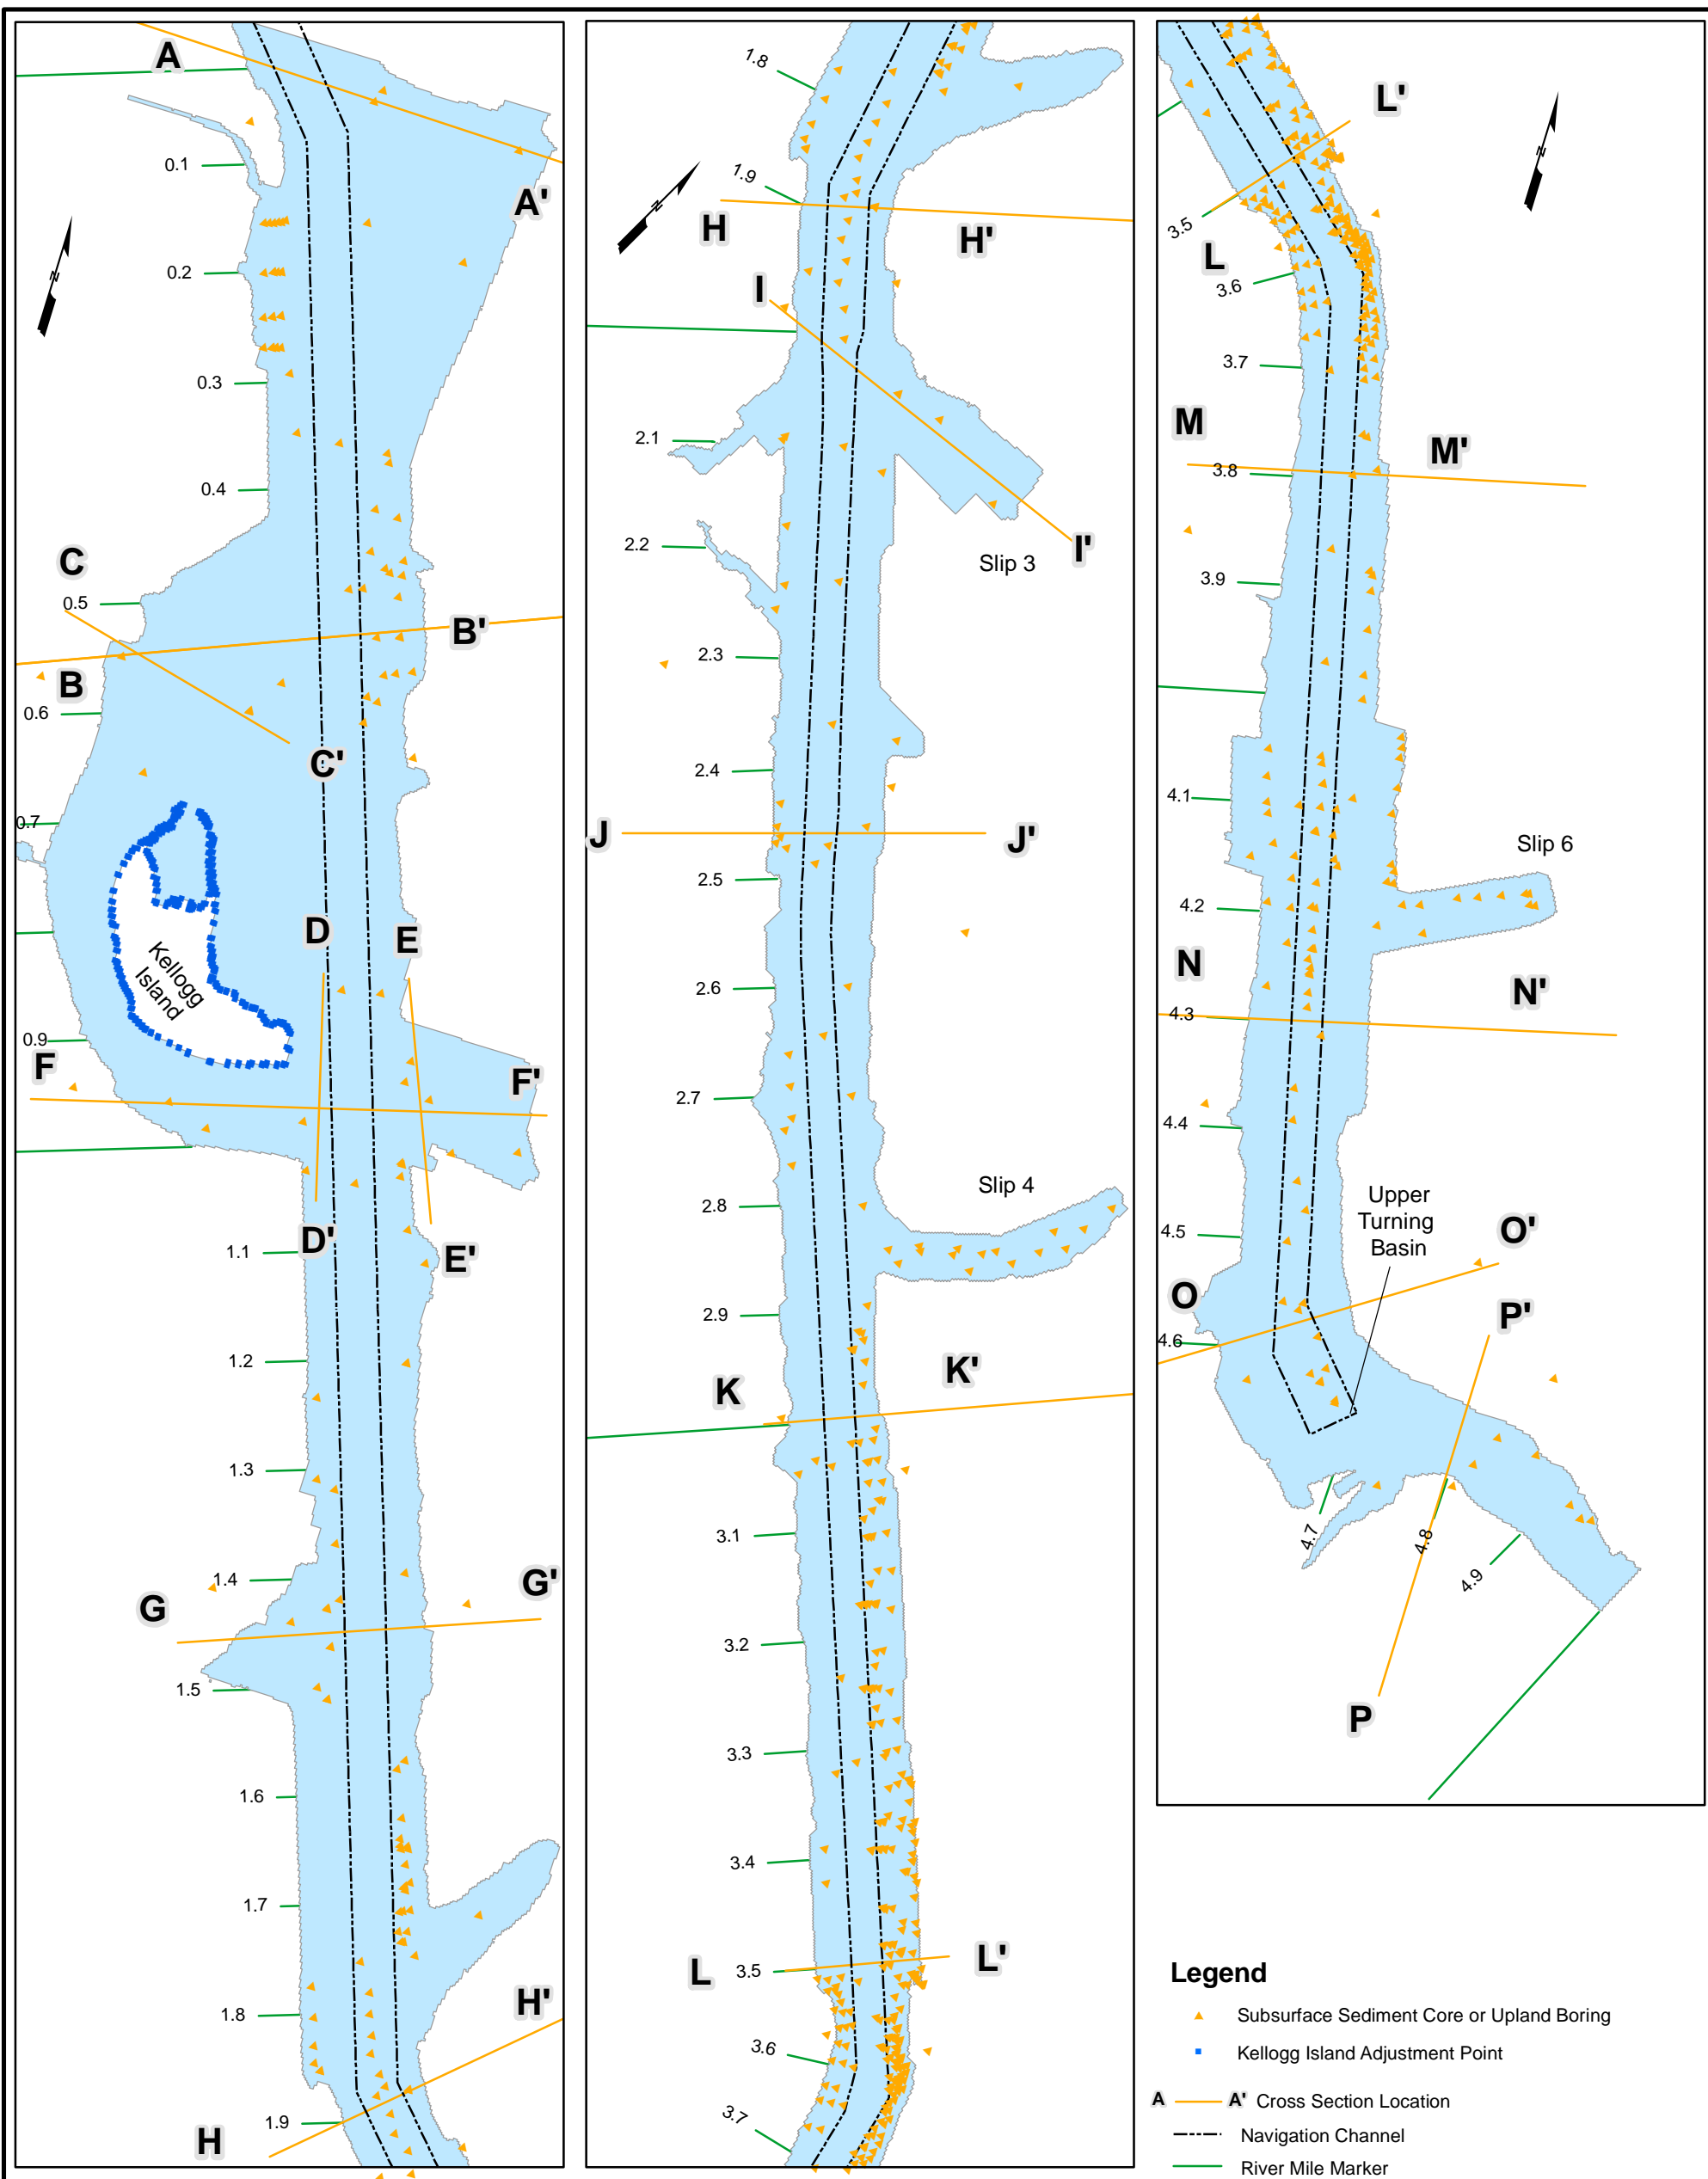 A
0.1
A'
0.2
0.3
0.4
C
0.5
B'
B
0.6
C'
0.7
D
E
Kellogg
Island
0.9
F
F'
D'
1.1
E'
1.2
1.3
1.4
G'
G
1.5
1.6
1.7
1.8
H'
1.9
H
N
1.8
1.9
N
H
H'
I
2.1
I'
2.2
Slip 3
2.3
2.4
J
J'
2.5
2.6
2.7
2.8
Slip 4
2.9
K'
K
3.1
3.2
3.3
3.4
L
3.5
L'
3.6
3.7
L'
N
3.5
L
3.6
3.7
M
M'
3.8
3.9
4.1
Slip 6
4.2
N
N'
4.3
4.4
Upper
Turning
Basin
4.5
O'
O
P'
4.6
4.7
4.8
4.9
P
Legend
Subsurface Sediment Core or Upland Boring
Kellogg Island Adjustment Point
A A' Cross Section Location
Navigation Channel
River Mile Marker